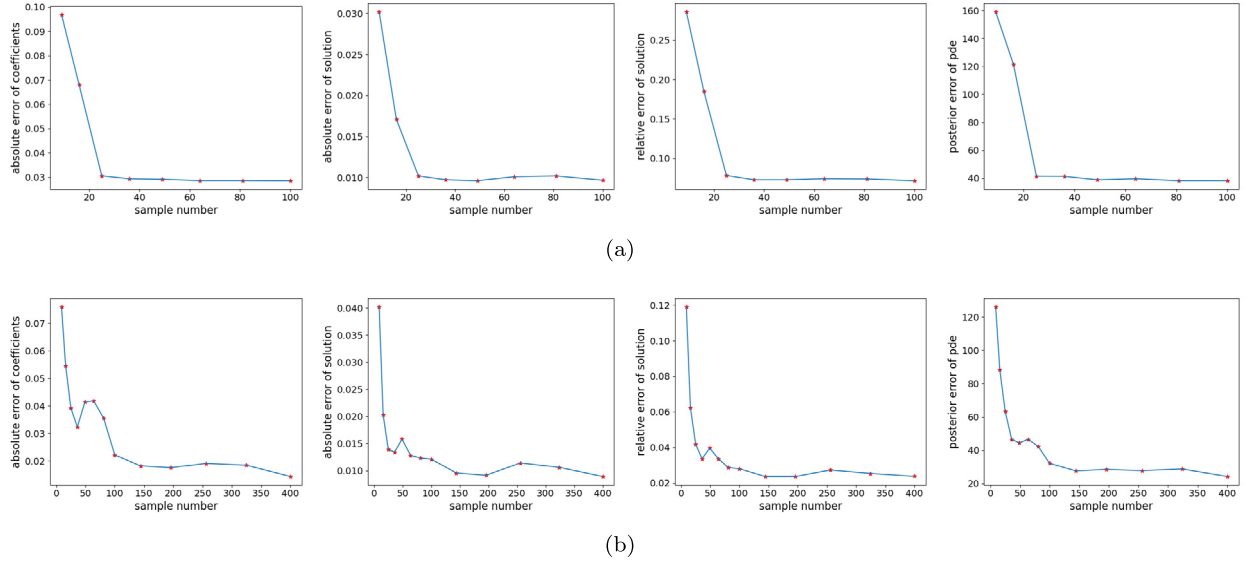 absolute error of coefficients
0.10
0.09
0.08
0.07
0.06
0.05
0.04
0.03
20 40 60 80 100
sample number
absolute error of solution
0.030
0.025
0.020
0.015
0.010
20 40 60 80 100
sample number
relative error of solution
0.25
0.20
0.15
0.10
20 40 60 80 100
sample number
posterior error of pde
160
140
120
100
80
60
40
20 40 60 80 100
sample number
(a)
absolute error of coefficients
0.07
0.06
0.05
0.04
0.03
0.02
0 50 100 150 200 250 300 350 400
sample number
absolute error of solution
0.040
0.035
0.030
0.025
0.020
0.015
0.010
0 50 100 150 200 250 300 350 400
sample number
relative error of solution
0.12
0.10
0.08
0.06
0.04
0.02
0 50 100 150 200 250 300 350 400
sample number
posterior error of pde
120
100
80
60
40
20
0 50 100 150 200 250 300 350 400
sample number
(b)